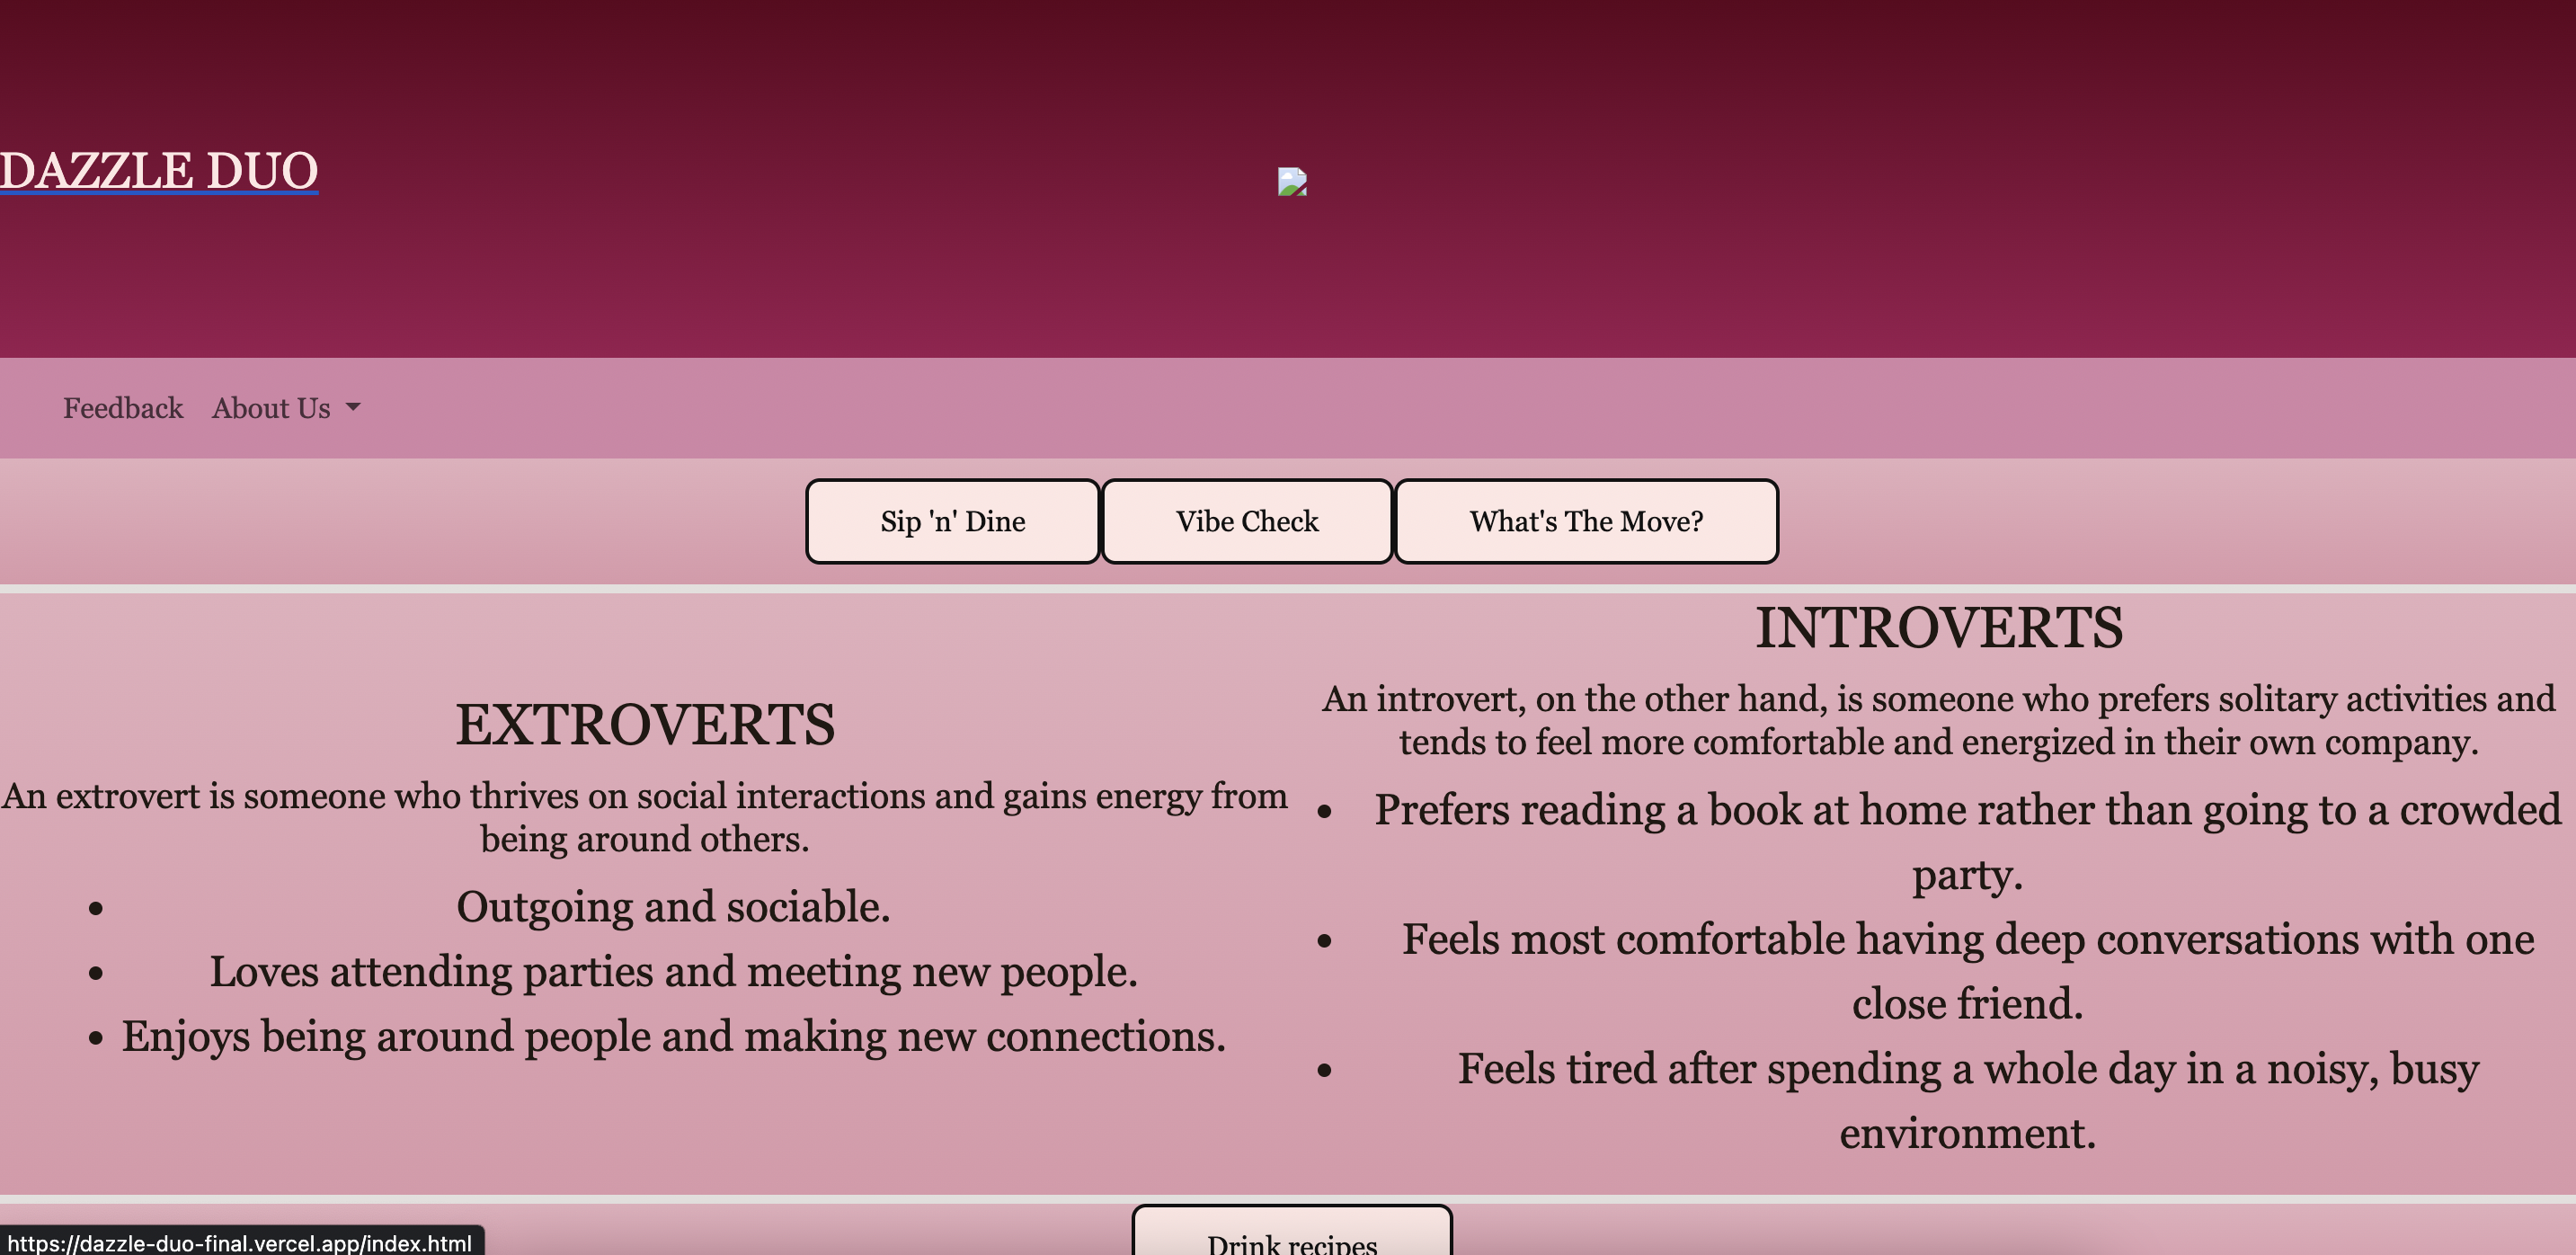 DAZZLE DUO
Feedback About Us
Sip 'n' Dine Vibe Check What's The Move?
EXTROVERTS
An extrovert is someone who thrives on social interactions and gains energy from
being around others.
• Outgoing and sociable.
• Loves attending parties and meeting new people.
• Enjoys being around people and making new connections.
INTROVERTS
An introvert, on the other hand, is someone who prefers solitary activities and
tends to feel more comfortable and energized in their own company.
• Prefers reading a book at home rather than going to a crowded
party.
• Feels most comfortable having deep conversations with one
close friend.
• Feels tired after spending a whole day in a noisy, busy
environment.
Drink recipes
https://dazzle-duo-final.vercel.app/index.html